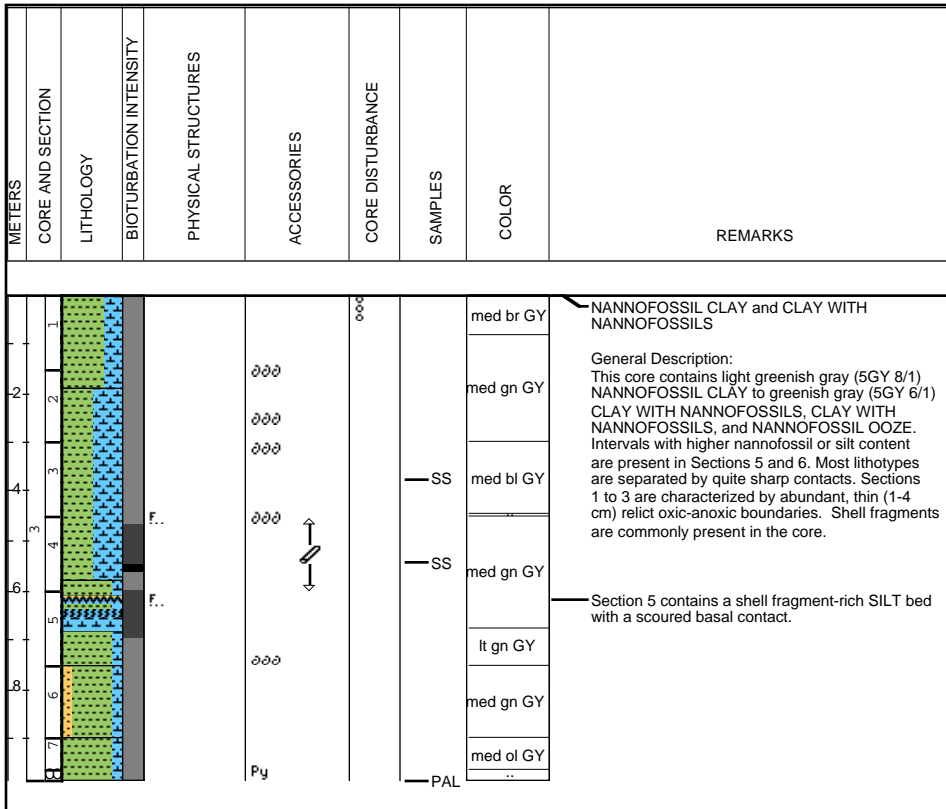 METERS
CORE AND SECTION
LITHOLOGY
BIOTURBATION INTENSITY
PHYSICAL STRUCTURES
ACCESSORIES
CORE DISTURBANCE
SAMPLES
COLOR
REMARKS
2
4
6
8
3
1
2
3
4
5
6
7
F..
F..
Py
SS
SS
PAL
med br GY
med gn GY
med bl GY
..
med gn GY
lt gn GY
med gn GY
med ol GY
..
NANNOFOSSIL CLAY and CLAY WITH
NANNOFOSSILS
General Description:
This core contains light greenish gray (5GY 8/1)
NANNOFOSSIL CLAY to greenish gray (5GY 6/1)
CLAY WITH NANNOFOSSILS, CLAY WITH
NANNOFOSSILS, and NANNOFOSSIL OOZE.
Intervals with higher nannofossil or silt content
are present in Sections 5 and 6. Most lithotypes
are separated by quite sharp contacts. Sections
1 to 3 are characterized by abundant, thin (1-4
cm) relict oxic-anoxic boundaries. Shell fragments
are commonly present in the core.
Section 5 contains a shell fragment-rich SILT bed
with a scoured basal contact.